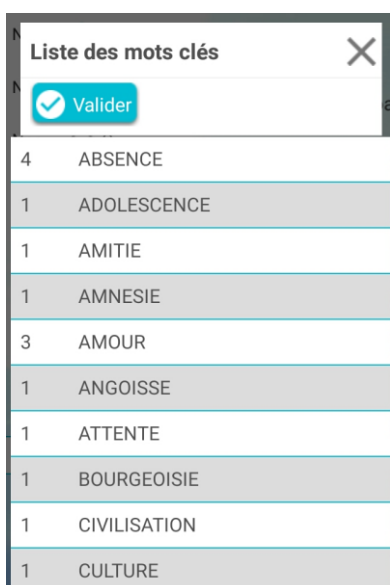 Liste des mots clés
Valider
4 ABSENCE
1 ADOLESCENCE
1 AMITIE
1 AMNESIE
3 AMOUR
1 ANGOISSE
1 ATTENTE
1 BOURGEOISIE
1 CIVILISATION
1 CULTURE